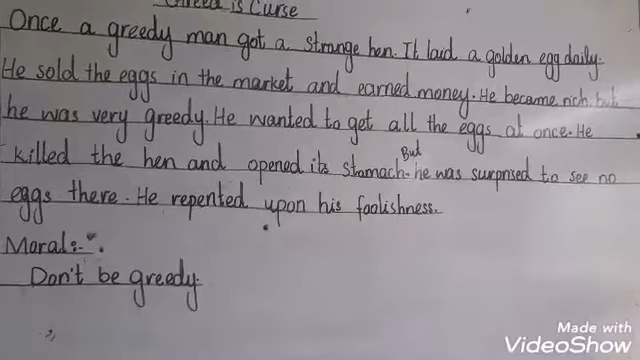 Greed is Curse
Once a greedy man got a strange hen. It laid a golden egg daily.
He sold the eggs in the market and earned money. He became rich but
he was very greedy. He wanted to get all the eggs at once. He
killed the hen and opened its stomach. But he was surprised to see no
eggs there. He repented upon his foolishness.
Moral:-
Don't be greedy.
Made with
VideoShow